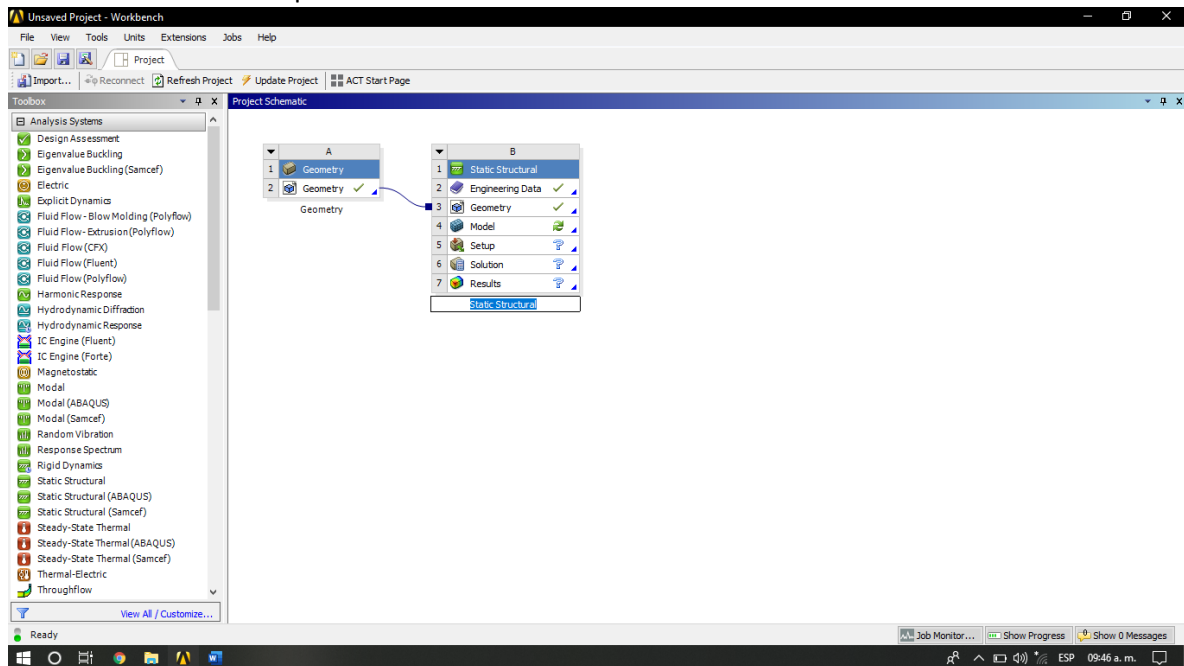 Unsaved Project - Workbench
File View Tools Units Extensions Jobs Help
Project
Import... Reconnect Refresh Project Update Project ACT Start Page
Toolbox
Project Schematic
Analysis Systems
Design Assessment
Eigenvalue Buckling
Eigenvalue Buckling (Samcef)
Electric
Explicit Dynamics
Fluid Flow - Blow Molding (Polyflow)
Fluid Flow - Extrusion (Polyflow)
Fluid Flow (CFX)
Fluid Flow (Fluent)
Fluid Flow (Polyflow)
Harmonic Response
Hydrodynamic Diffraction
Hydrodynamic Response
IC Engine (Fluent)
IC Engine (Forte)
Magnetostatic
Modal
Modal (ABAQUS)
Modal (Samcef)
Random Vibration
Response Spectrum
Rigid Dynamics
Static Structural
Static Structural (ABAQUS)
Static Structural (Samcef)
Steady-State Thermal
Steady-State Thermal (ABAQUS)
Steady-State Thermal (Samcef)
Thermal-Electric
Throughflow
View All / Customize...
A
1 Geometry
2 Geometry
Geometry
B
1 Static Structural
2 Engineering Data
3 Geometry
4 Model
5 Setup
6 Solution
7 Results
Static Structural
Ready
Job Monitor... Show Progress Show 0 Messages
ESP 09:46 a. m.